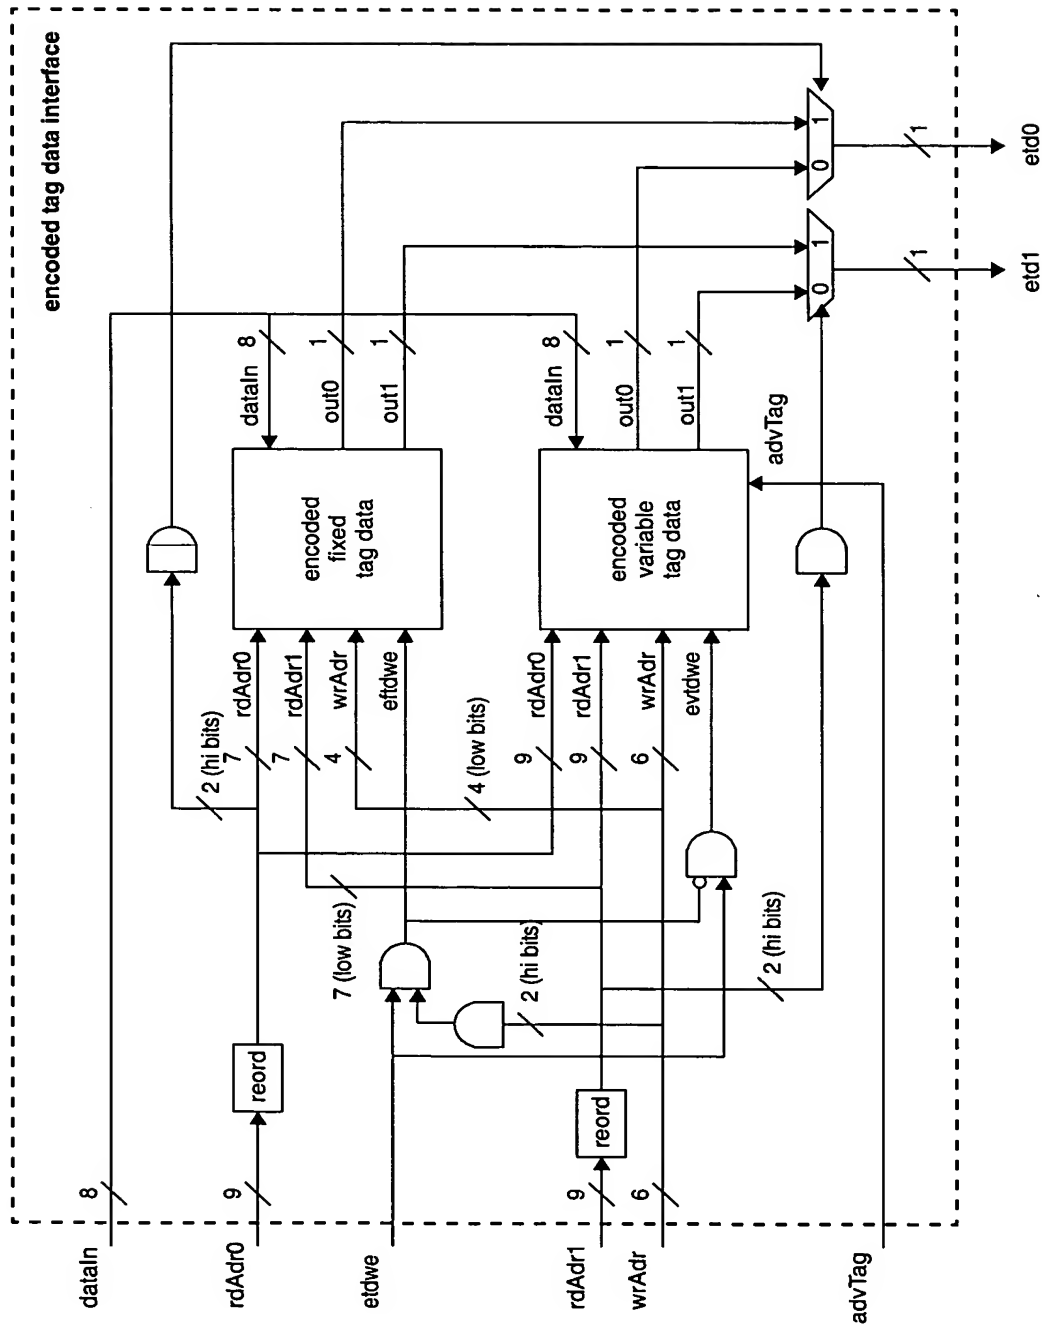 encoded tag data interface
dataIn
8
rdAdr0
9
reord
etdwe
rdAdr1
9
reord
wrAdr
6
advTag
2 (hi bits)
7
rdAdr0
7
rdAdr1
4
wrAdr
eftdwe
encoded
fixed
tag data
dataIn
8
out0
1
out1
1
7 (low bits)
4 (low bits)
2 (hi bits)
2 (hi bits)
9
rdAdr0
9
rdAdr1
6
wrAdr
evtdwe
encoded
variable
tag data
dataIn
8
out0
1
out1
1
advTag
0
1
0
1
1
etd0
1
etd1